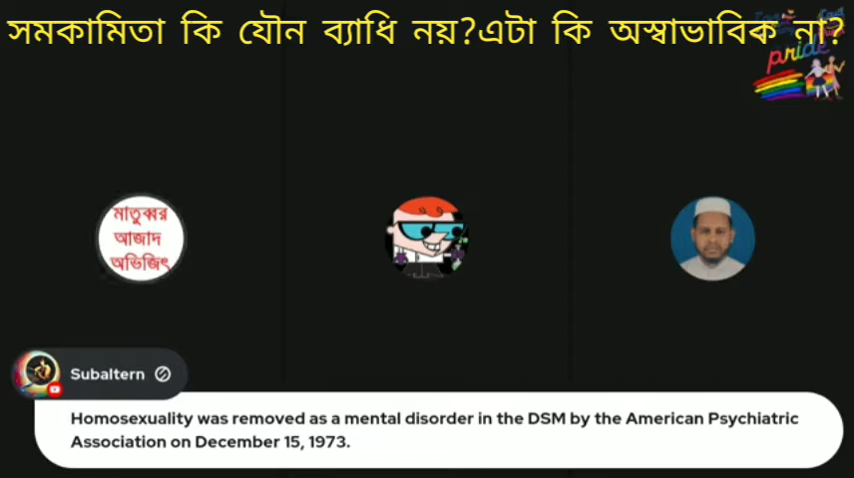 সমকামিতা কি যৌন ব্যাধি নয়?এটা কি অস্বাভাবিক না?
pride
মাতুব্বর
আজাদ
অভিজিৎ
Subaltern
Homosexuality was removed as a mental disorder in the DSM by the American Psychiatric
Association on December 15, 1973.